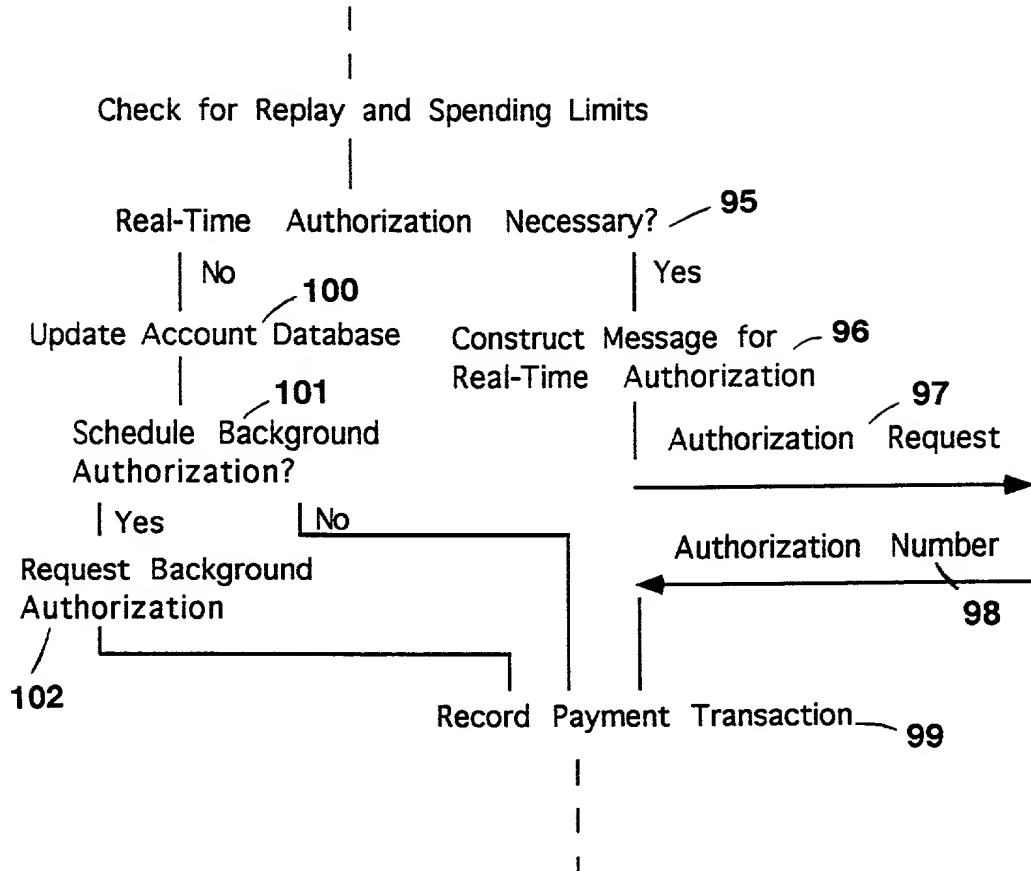 Check for Replay and Spending Limits
Real-Time Authorization Necessary? 95
No
Yes
100
Update Account Database
Construct Message for
Real-Time Authorization
96
101
Schedule Background
Authorization?
97
Authorization Request
Yes
No
Authorization Number
98
Request Background
Authorization
102
Record Payment Transaction 99